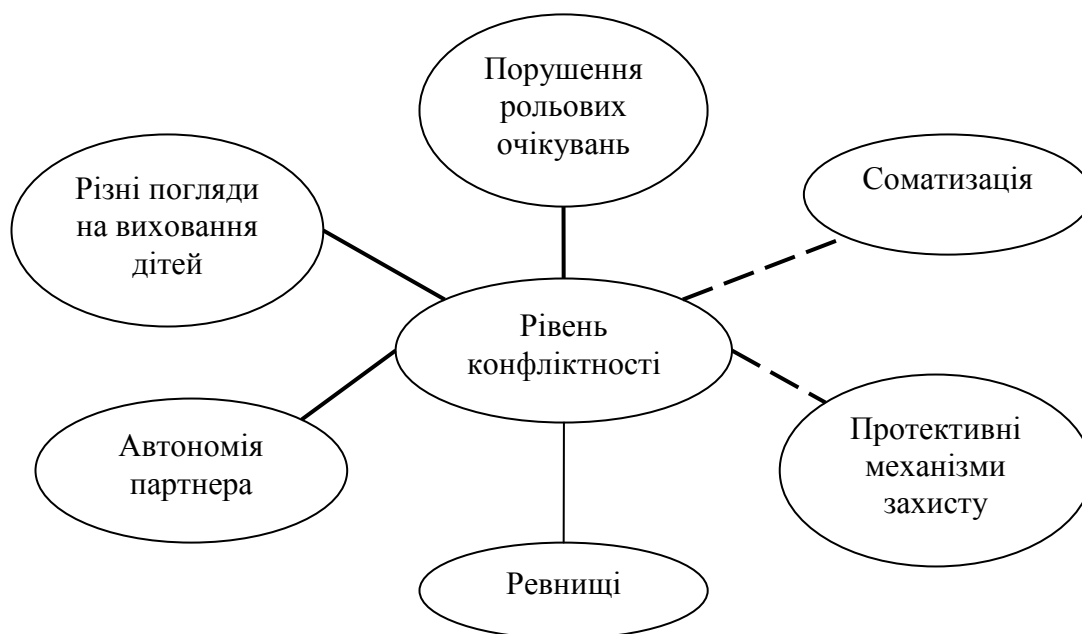 Порушення
рольових
очікувань
Різні погляди
на виховання
дітей
Соматизація
Рівень
конфліктності
Автономія
партнера
Протективні
механізми
захисту
Ревнищі